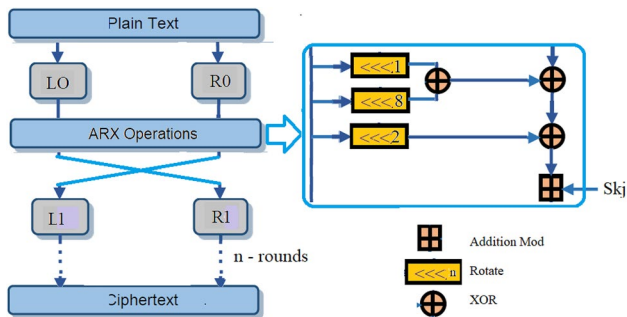 Plain Text
LO
R0
ARX Operations
L1
R1
n - rounds
Ciphertext
<<<1
<<<8
<<<2
Skj
Addition Mod
<<< n
Rotate
XOR